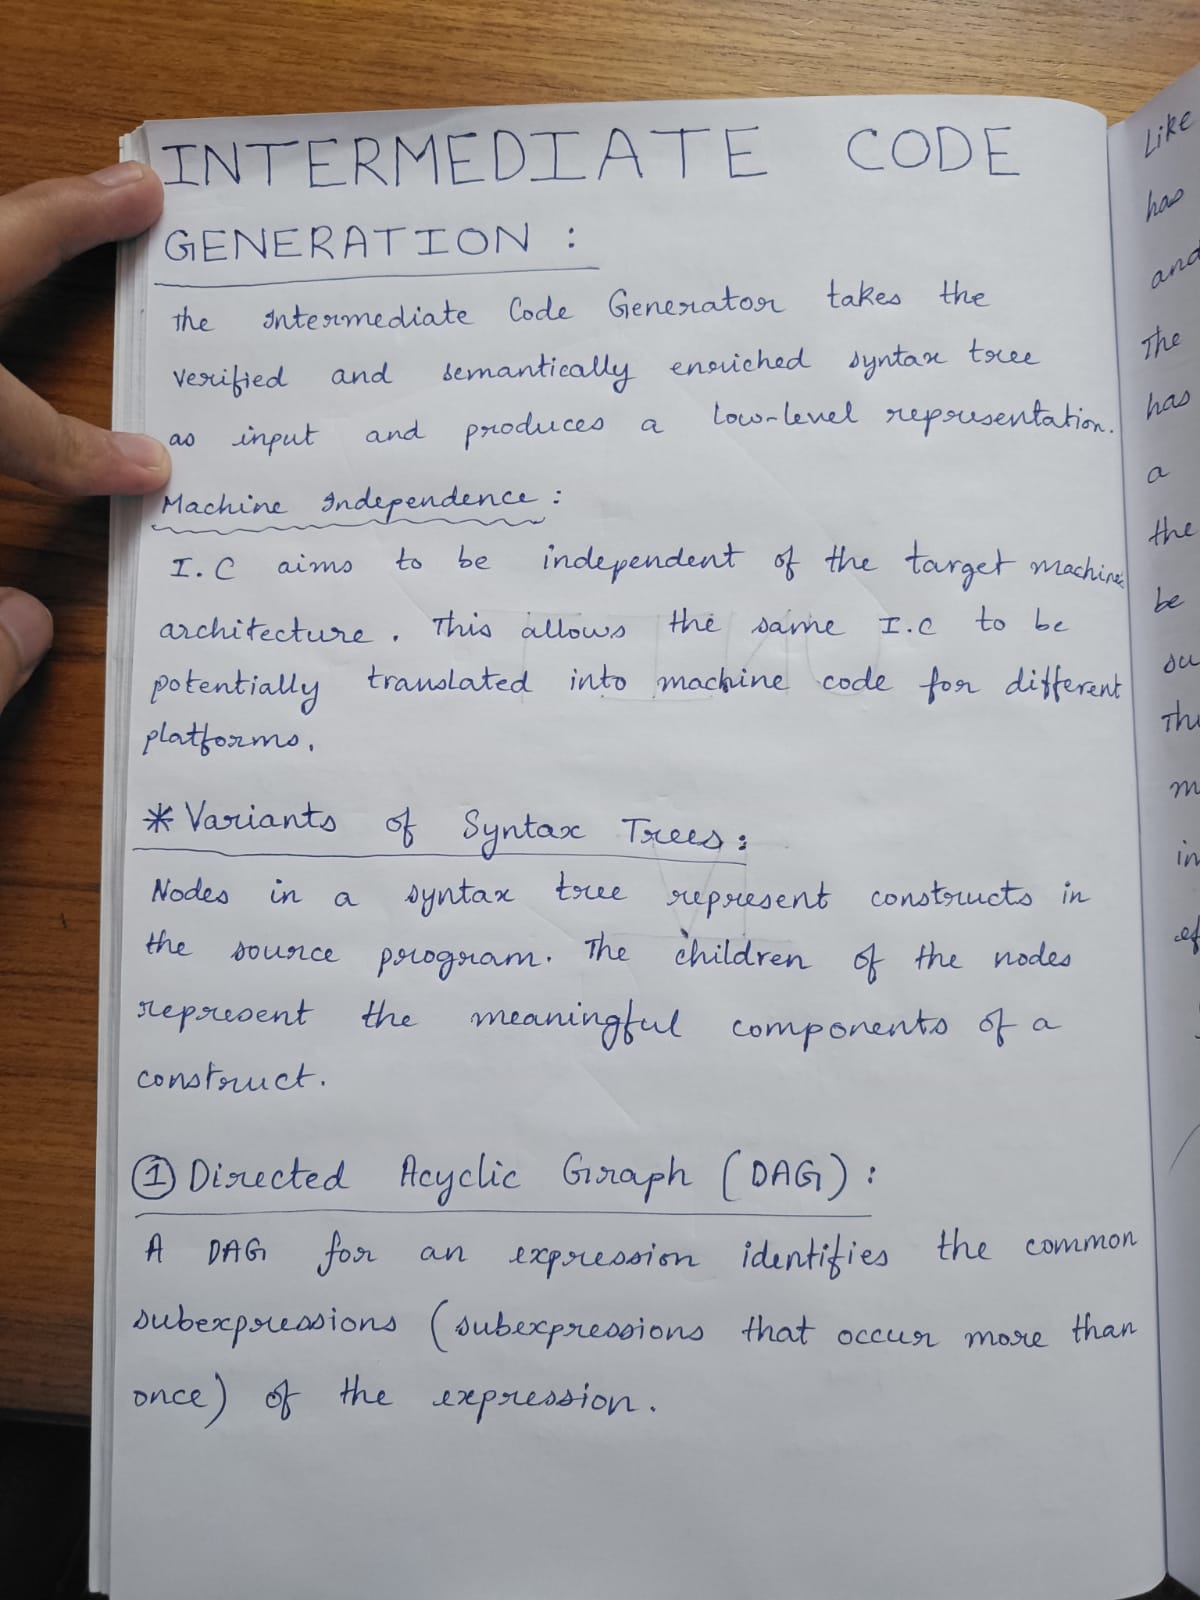 INTERMEDIATE CODE
GENERATION :
The Intermediate Code Generator takes the
verified and semantically enriched syntax tree
as input and produces a low-level representation.
Machine Independence :
I.C aims to be independent of the target machine
architecture. This allows the same I.C to be
potentially translated into machine code for different
platforms.
* Variants of Syntax Trees :
Nodes in a syntax tree represent constructs in
the source program. The children of the nodes
represent the meaningful components of a
construct.
① Directed Acyclic Graph (DAG) :
A DAG for an expression identifies the common
subexpressions (subexpressions that occur more than
once) of the expression.
Like
has
and
The
has
a
the
be
su
in